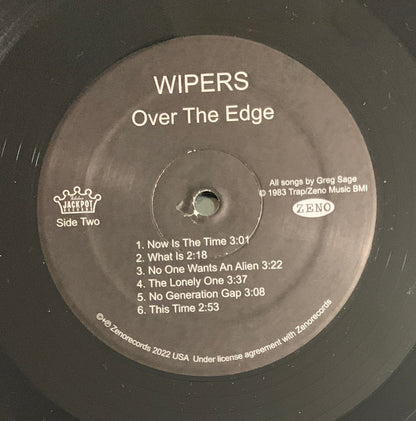 WIPERS
Over The Edge
All songs by Greg Sage
© 1983 Trap/Zeno Music BMI
ZENO
JACKPOT
RECORDS
Side Two
1. Now Is The Time 3:01
2. What Is 2:18
3. No One Wants An Alien 3:22
4. The Lonely One 3:37
5. No Generation Gap 3:08
6. This Time 2:53
©+℗ Zenorecords 2022 USA Under license agreement with Zenorecords